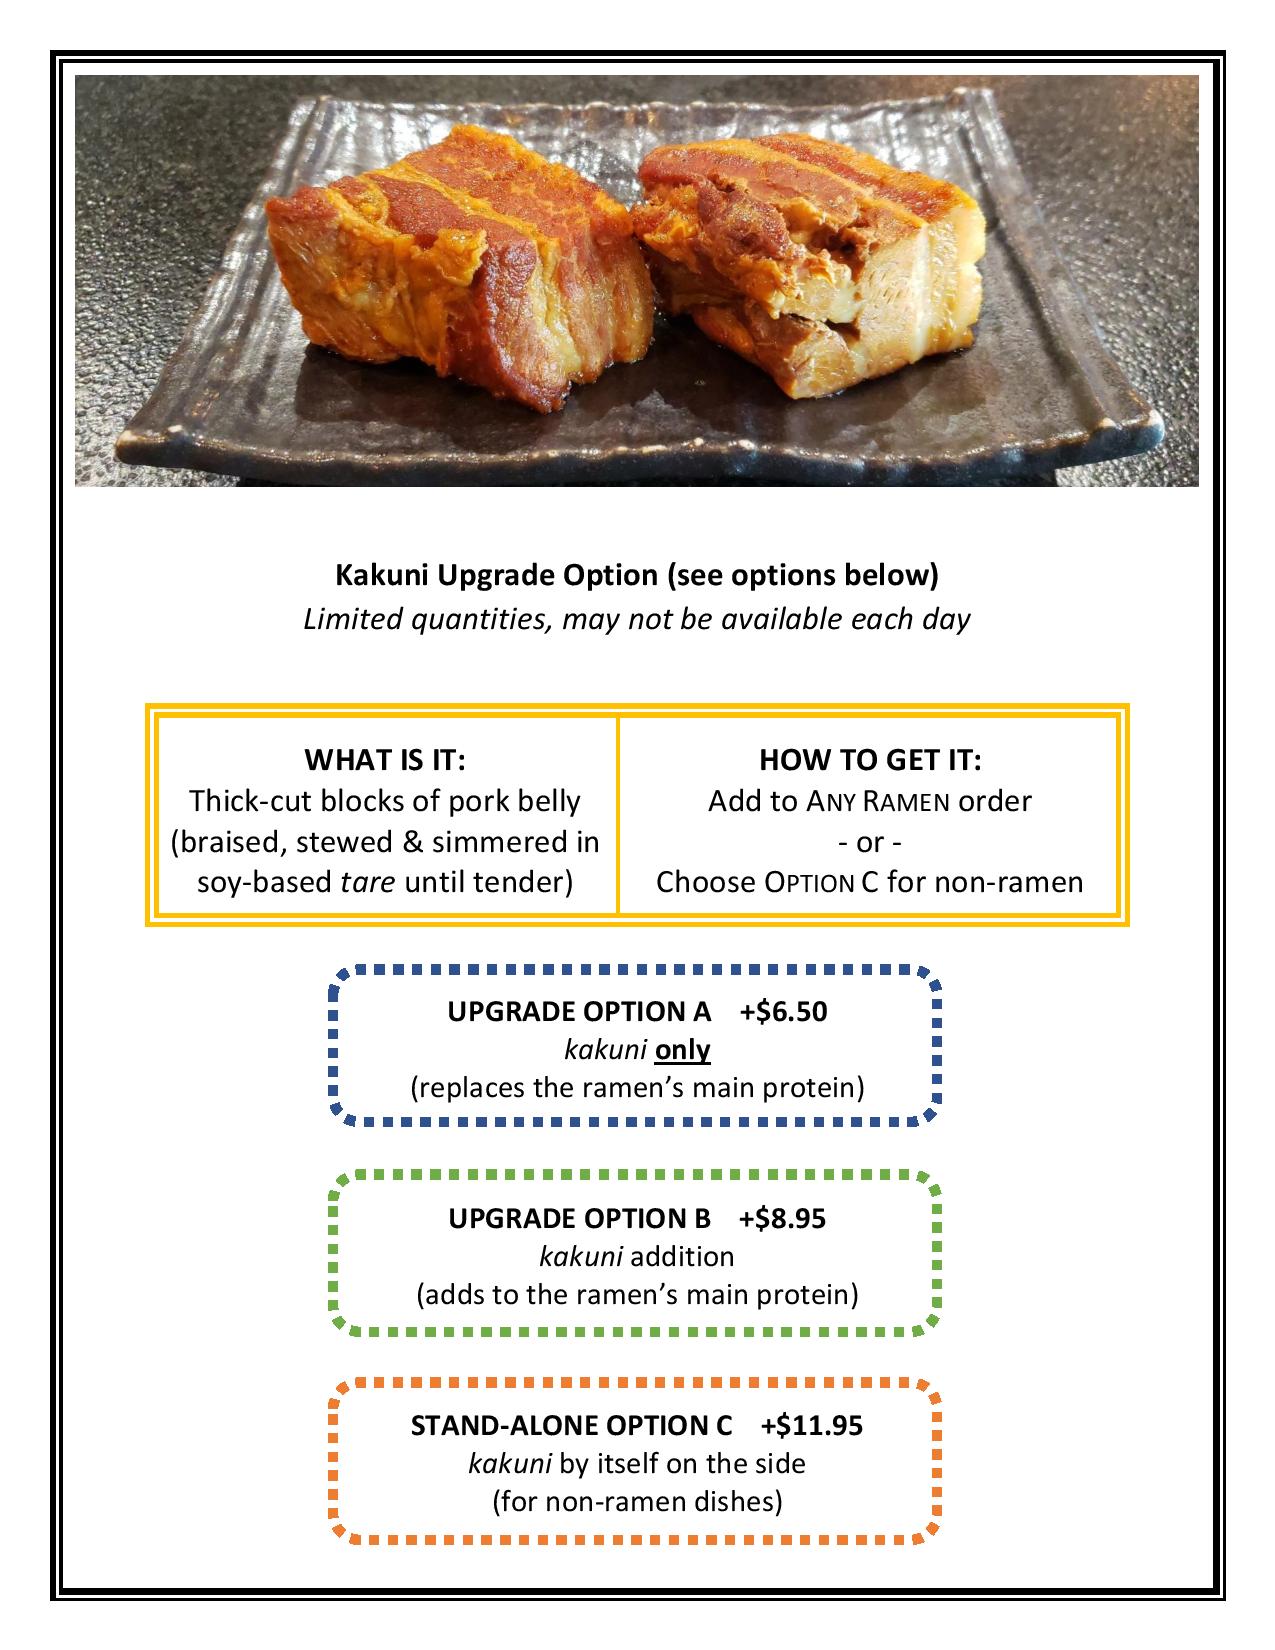 Kakuni Upgrade Option (see options below)
Limited quantities, may not be available each day
WHAT IS IT:
Thick-cut blocks of pork belly
(braised, stewed & simmered in
soy-based tare until tender)
HOW TO GET IT:
Add to ANY RAMEN order
- or -
Choose OPTION C for non-ramen
UPGRADE OPTION A +$6.50
kakuni only
(replaces the ramen’s main protein)
UPGRADE OPTION B +$8.95
kakuni addition
(adds to the ramen’s main protein)
STAND-ALONE OPTION C +$11.95
kakuni by itself on the side
(for non-ramen dishes)